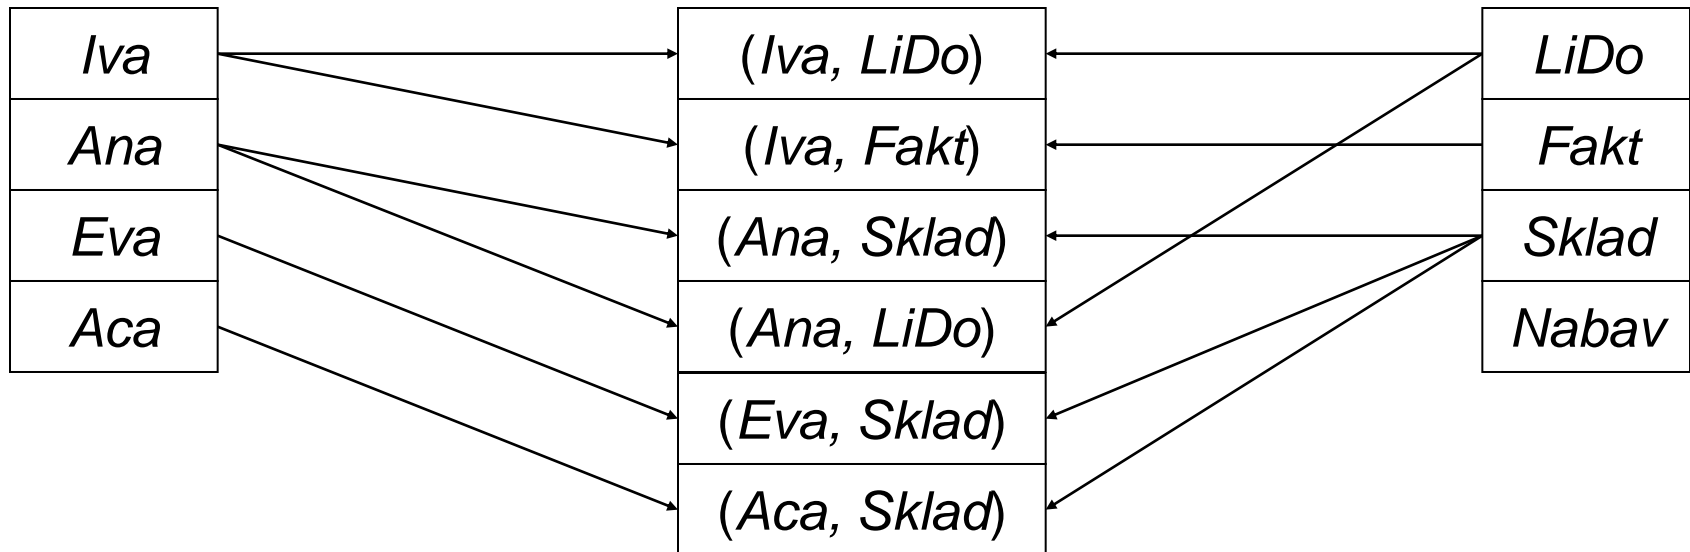 Iva
Ana
Eva
Aca
(Iva, LiDo)
(Iva, Fakt)
(Ana, Sklad)
(Ana, LiDo)
(Eva, Sklad)
(Aca, Sklad)
LiDo
Fakt
Sklad
Nabav